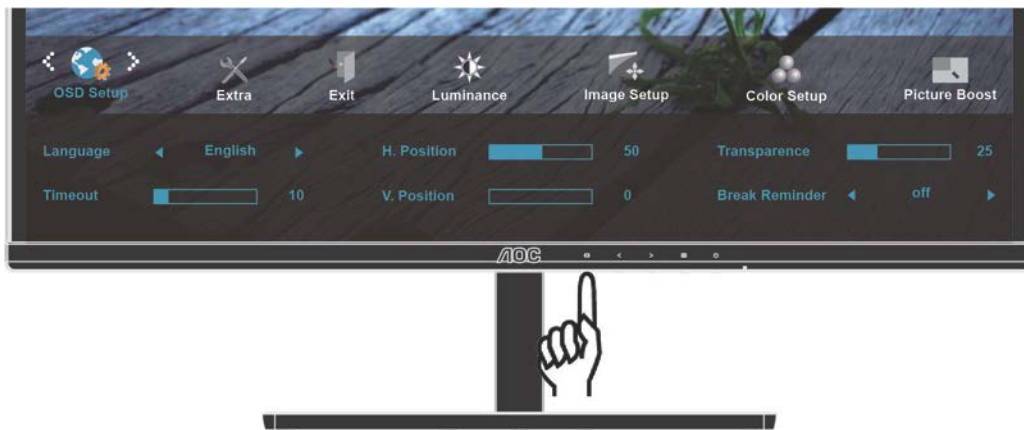 OSD Setup Extra Exit Luminance Image Setup Color Setup Picture Boost
Language English H. Position 50 Transparence 25
Timeout 10 V. Position 0 Break Reminder off
AOC